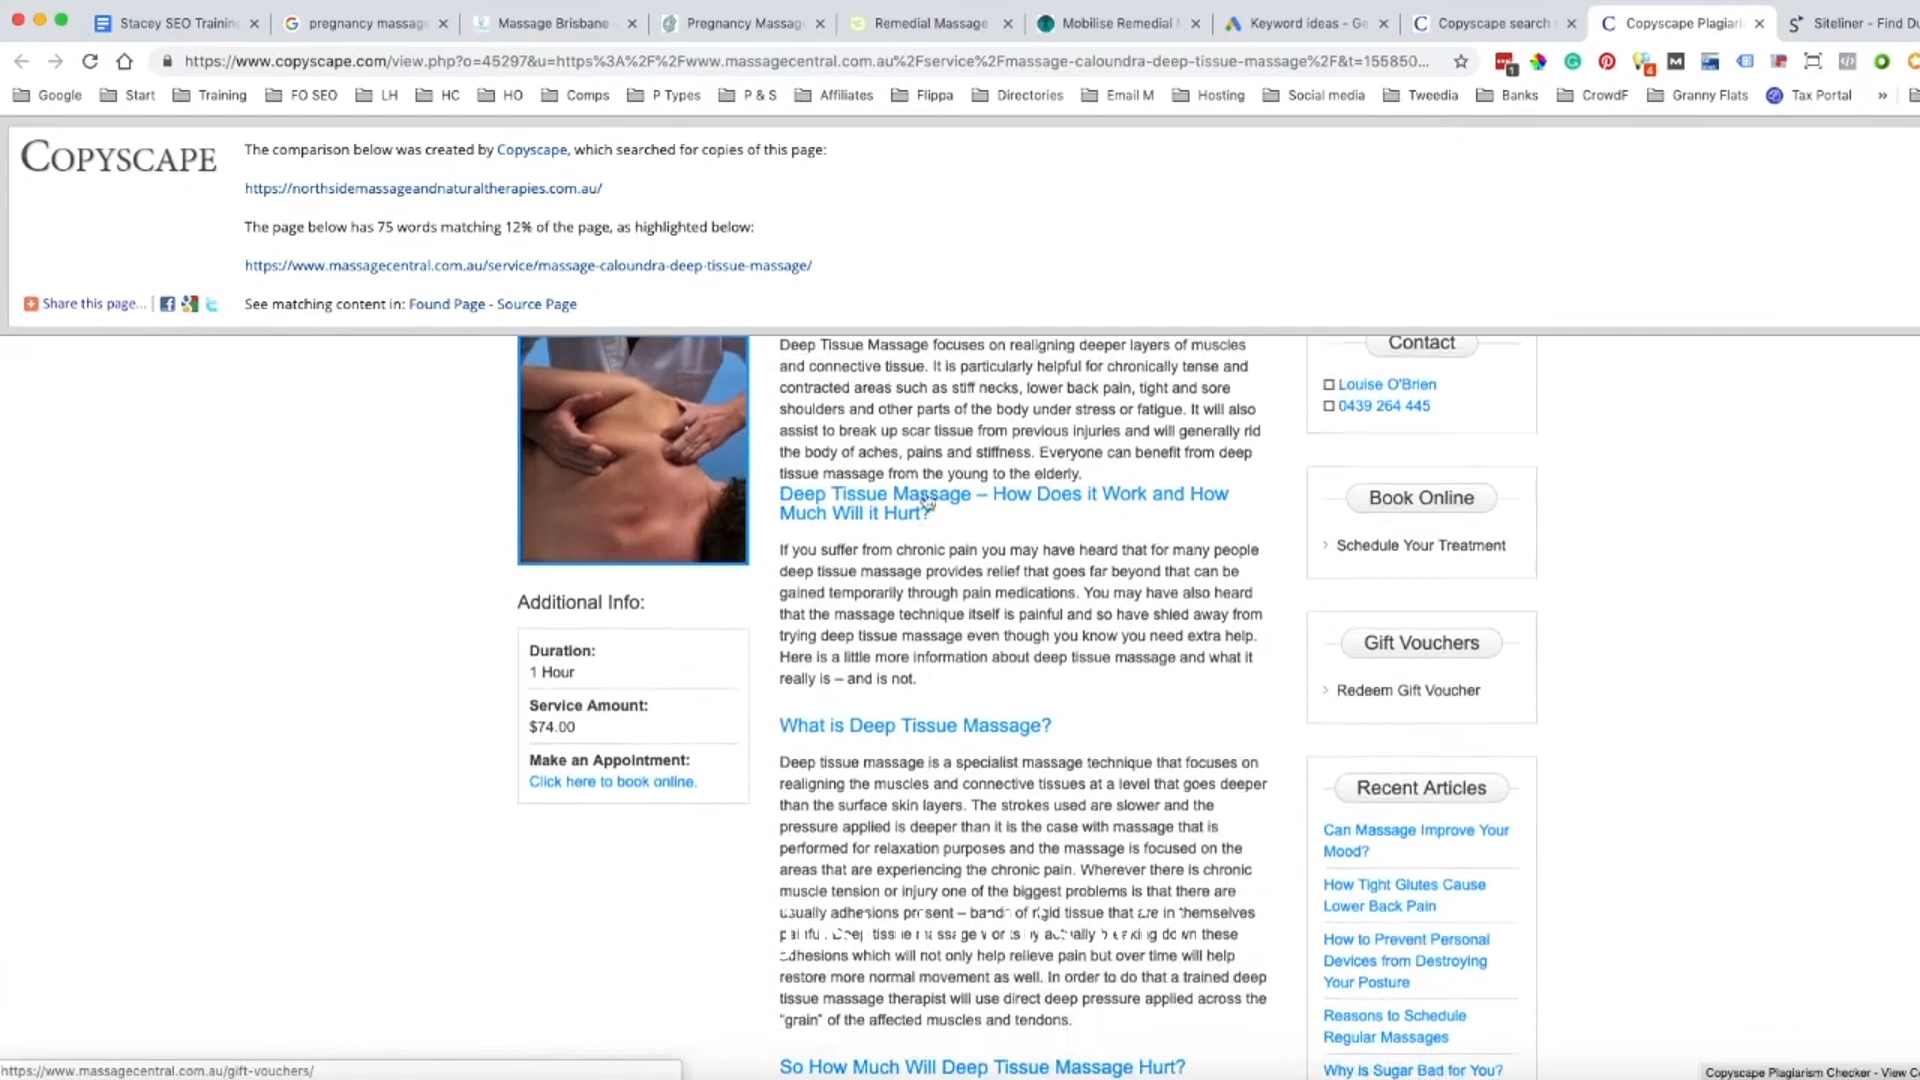 Stacey SEO Training
pregnancy massage
Massage Brisbane
Pregnancy Massage
Remedial Massage
Mobilise Remedial
Keyword ideas - Ge
Copyscape search
Copyscape Plagiari
Siteliner - Find Du
https://www.copyscape.com/view.php?o=45297&u=https%3A%2F%2Fwww.massagecentral.com.au%2Fservice%2Fmassage-caloundra-deep-tissue-massage%2F&t=155850...
Google Start Training FO SEO LH HC HO Comps P Types P & S Affiliates Flippa Directories Email M Hosting Social media Tweedia Banks CrowdF Granny Flats Tax Portal »
COPYSCAPE
The comparison below was created by Copyscape, which searched for copies of this page:
https://northsidemassageandnaturaltherapies.com.au/
The page below has 75 words matching 12% of the page, as highlighted below:
https://www.massagecentral.com.au/service/massage-caloundra-deep-tissue-massage/
Share this page...
See matching content in: Found Page - Source Page
Deep Tissue Massage focuses on realigning deeper layers of muscles
and connective tissue. It is particularly helpful for chronically tense and
contracted areas such as stiff necks, lower back pain, tight and sore
shoulders and other parts of the body under stress or fatigue. It will also
assist to break up scar tissue from previous injuries and will generally rid
the body of aches, pains and stiffness. Everyone can benefit from deep
tissue massage from the young to the elderly.
Deep Tissue Massage – How Does it Work and How
Much Will it Hurt?
If you suffer from chronic pain you may have heard that for many people
deep tissue massage provides relief that goes far beyond that can be
gained temporarily through pain medications. You may have also heard
that the massage technique itself is painful and so have shied away from
trying deep tissue massage even though you know you need extra help.
Here is a little more information about deep tissue massage and what it
really is – and is not.
What is Deep Tissue Massage?
Deep tissue massage is a specialist massage technique that focuses on
realigning the muscles and connective tissues at a level that goes deeper
than the surface skin layers. The strokes used are slower and the
pressure applied is deeper than it is the case with massage that is
performed for relaxation purposes and the massage is focused on the
areas that are experiencing the chronic pain. Wherever there is chronic
muscle tension or injury one of the biggest problems is that there are
usually adhesions present – bands of rigid tissue that are in themselves
painful. Deep tissue massage works by actually breaking down these
adhesions which will not only help relieve pain but over time will help
restore more normal movement as well. In order to do that a trained deep
tissue massage therapist will use direct deep pressure applied across the
"grain" of the affected muscles and tendons.
So How Much Will Deep Tissue Massage Hurt?
Additional Info:
Duration:
1 Hour
Service Amount:
$74.00
Make an Appointment:
Click here to book online.
Contact
Louise O'Brien
0439 264 445
Book Online
Schedule Your Treatment
Gift Vouchers
Redeem Gift Voucher
Recent Articles
Can Massage Improve Your
Mood?
How Tight Glutes Cause
Lower Back Pain
How to Prevent Personal
Devices from Destroying
Your Posture
Reasons to Schedule
Regular Massages
Why is Sugar Bad for You?
https://www.massagecentral.com.au/gift-vouchers/
Copyscape Plagiarism Checker - View Co